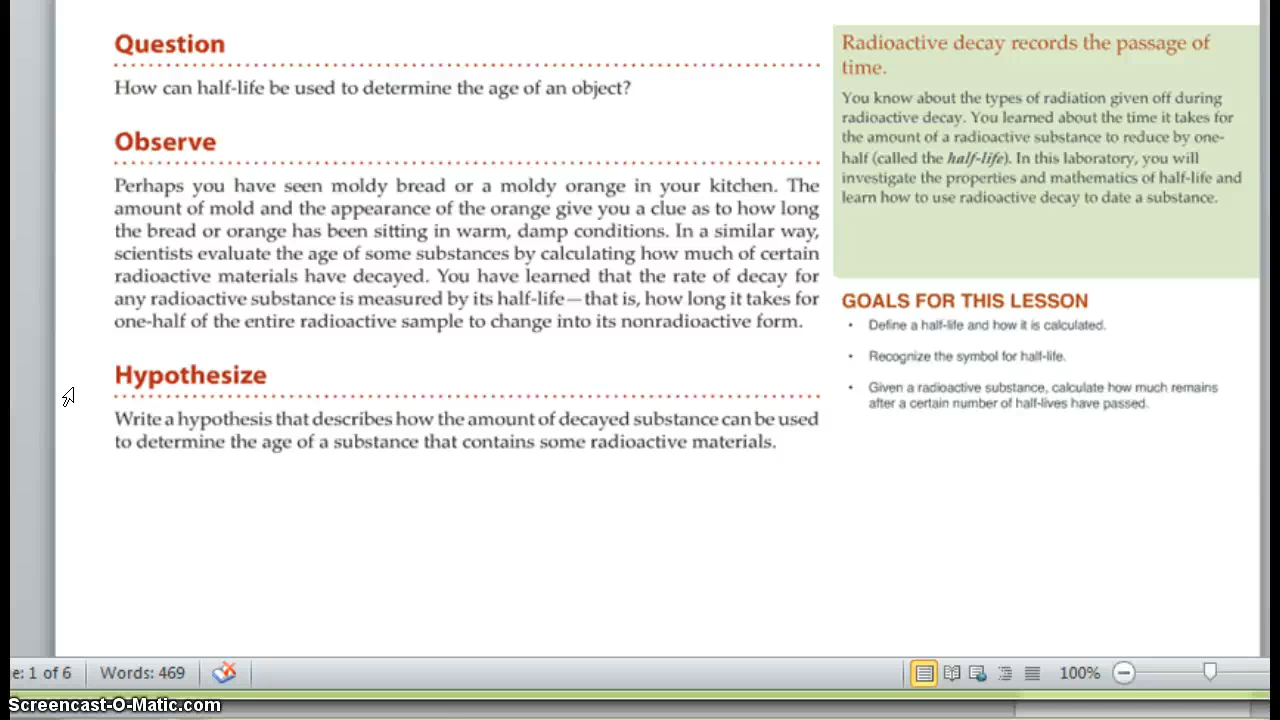 Question
How can half-life be used to determine the age of an object?
Observe
Perhaps you have seen moldy bread or a moldy orange in your kitchen. The
amount of mold and the appearance of the orange give you a clue as to how long
the bread or orange has been sitting in warm, damp conditions. In a similar way,
scientists evaluate the age of some substances by calculating how much of certain
radioactive materials have decayed. You have learned that the rate of decay for
any radioactive substance is measured by its half-life—that is, how long it takes for
one-half of the entire radioactive sample to change into its nonradioactive form.
Hypothesize
Write a hypothesis that describes how the amount of decayed substance can be used
to determine the age of a substance that contains some radioactive materials.
Radioactive decay records the passage of
time.
You know about the types of radiation given off during
radioactive decay. You learned about the time it takes for
the amount of a radioactive substance to reduce by one-
half (called the half-life). In this laboratory, you will
investigate the properties and mathematics of half-life and
learn how to use radioactive decay to date a substance.
GOALS FOR THIS LESSON
• Define a half-life and how it is calculated.
• Recognize the symbol for half-life.
• Given a radioactive substance, calculate how much remains
after a certain number of half-lives have passed.
e: 1 of 6 Words: 469 100%
Screencast-O-Matic.com